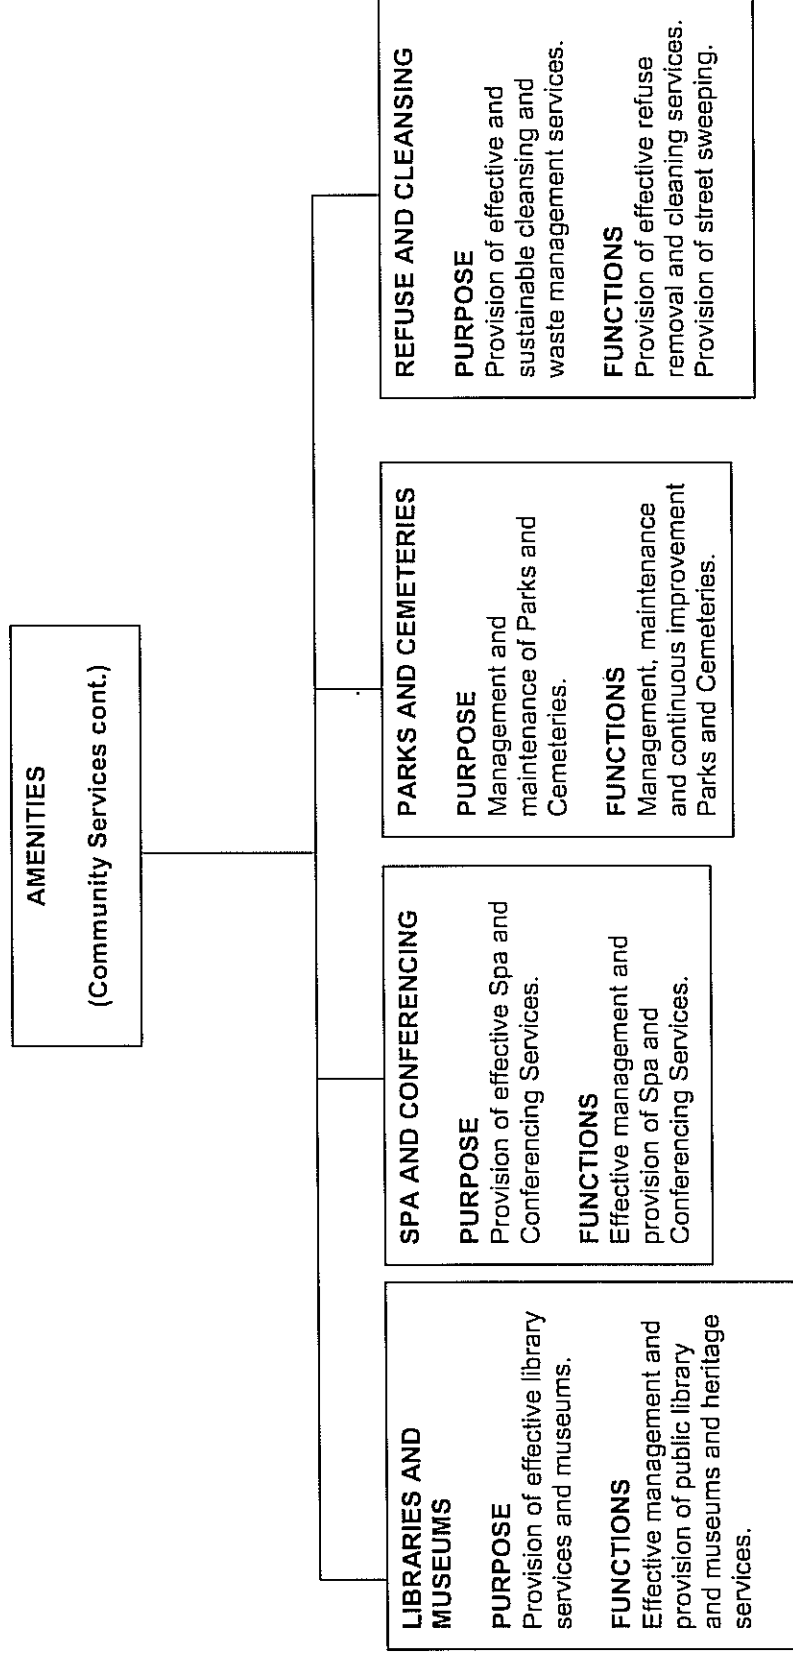 AMENITIES
(Community Services cont.)
LIBRARIES AND
MUSEUMS
PURPOSE
Provision of effective library
services and museums.
FUNCTIONS
Effective management and
provision of public library
and museums and heritage
services.
SPA AND CONFERENCING
PURPOSE
Provision of effective Spa and
Conferencing Services.
FUNCTIONS
Effective management and
provision of Spa and
Conferencing Services.
PARKS AND CEMETERIES
PURPOSE
Management and
maintenance of Parks and
Cemeteries.
FUNCTIONS
Management, maintenance
and continuous improvement
Parks and Cemeteries.
REFUSE AND CLEANSING
PURPOSE
Provision of effective and
sustainable cleansing and
waste management services.
FUNCTIONS
Provision of effective refuse
removal and cleaning services.
Provision of street sweeping.